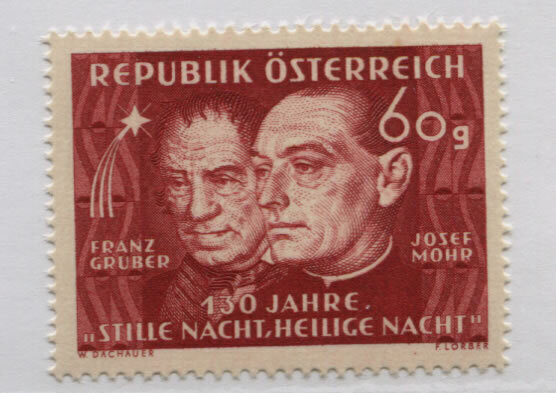 REPUBLIK ÖSTERREICH
60g
FRANZ
GRUBER
JOSEF
MOHR
130 JAHRE.
„STILLE NACHT, HEILIGE NACHT"
W. DACHAUER
F. LORBER